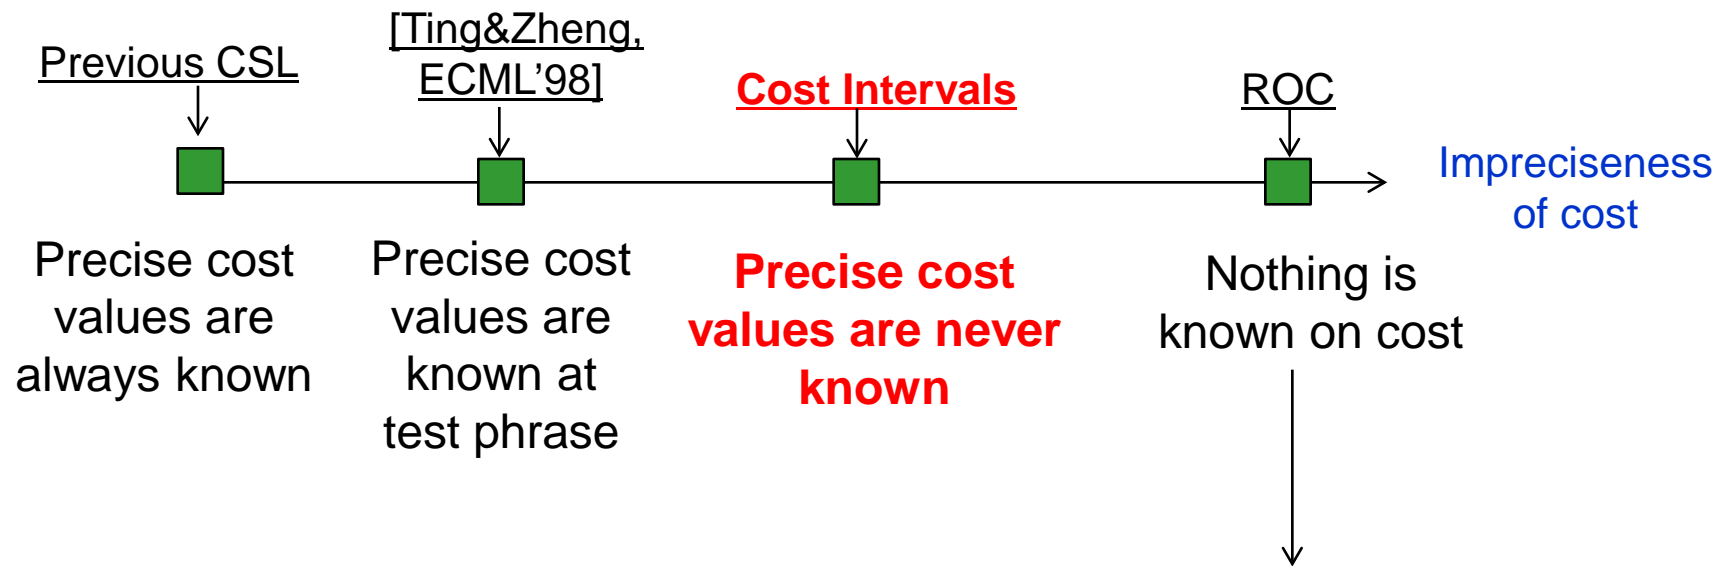 Previous CSL
[Ting&Zheng,
ECML'98]
Cost Intervals
ROC
Impreciseness
of cost
Precise cost
values are
always known
Precise cost
values are
known at
test phrase
Precise cost
values are never
known
Nothing is
known on cost